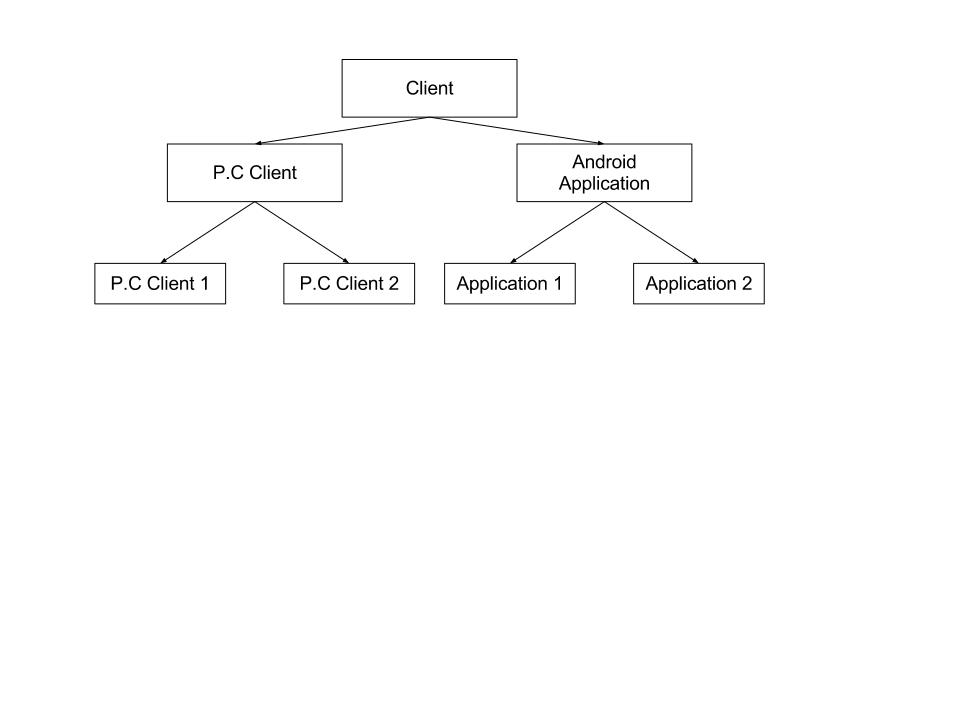 Client
P.C Client
Android
Application
P.C Client 1
P.C Client 2
Application 1
Application 2